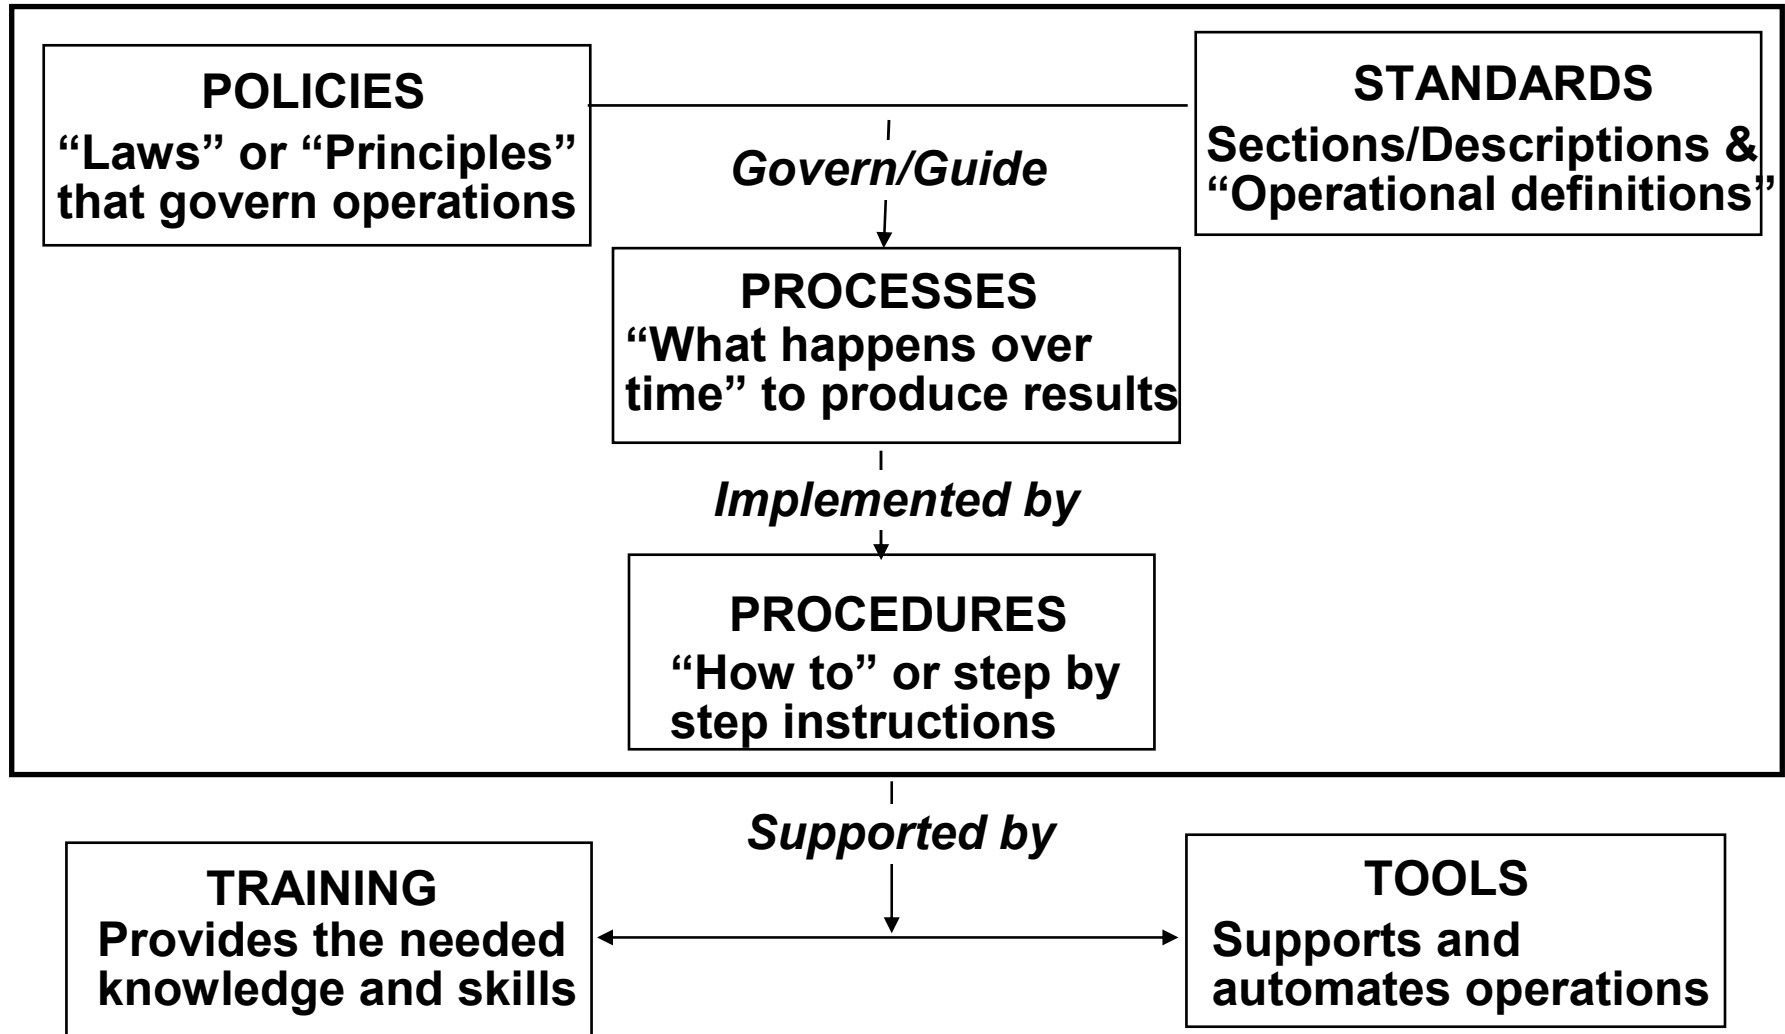 POLICIES
“Laws” or “Principles”
that govern operations
STANDARDS
Sections/Descriptions &
“Operational definitions”
Govern/Guide
PROCESSES
“What happens over
time” to produce results
Implemented by
PROCEDURES
“How to” or step by
step instructions
Supported by
TRAINING
Provides the needed
knowledge and skills
TOOLS
Supports and
automates operations